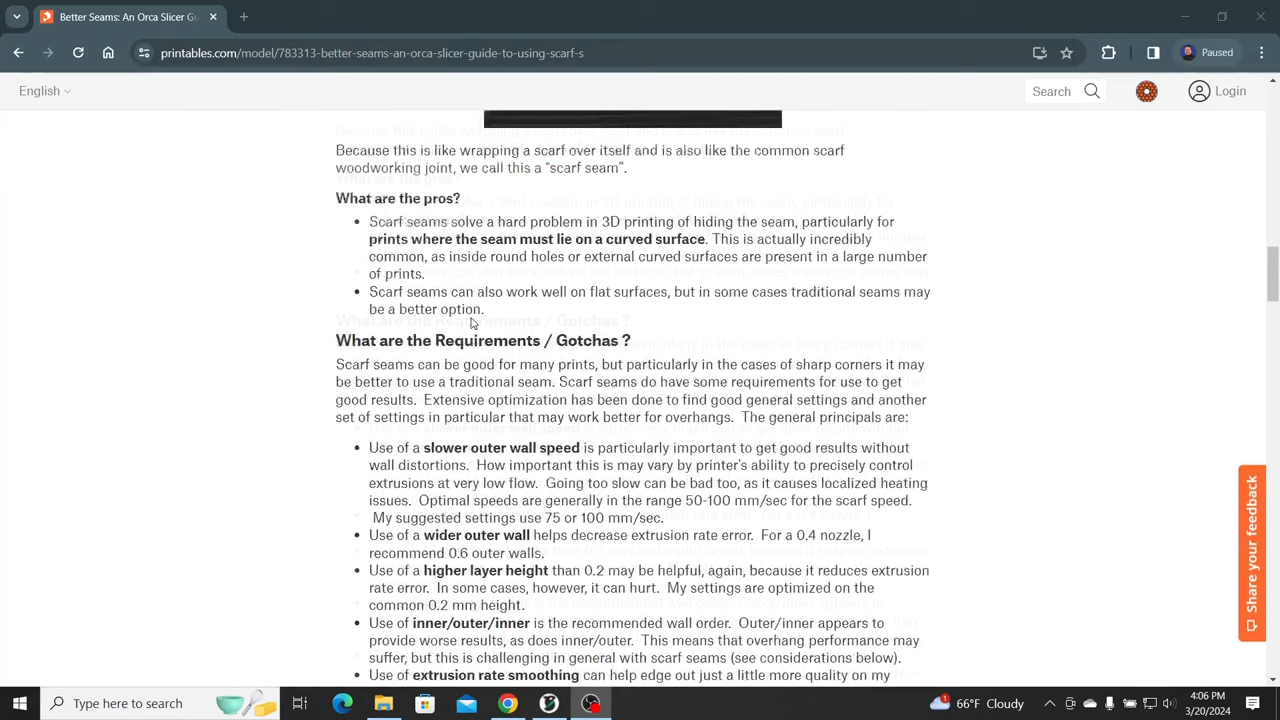 Better Seams: An Orca Slicer Gu
printables.com/model/783313-better-seams-an-orca-slicer-guide-to-using-scarf-s
Paused
English
Search
Login
Because this is like wrapping a scarf over itself and is also like the common scarf
woodworking joint, we call this a “scarf seam”.
What are the pros?
Scarf seams solve a hard problem in 3D printing of hiding the seam, particularly for
prints where the seam must lie on a curved surface. This is actually incredibly
common, as inside round holes or external curved surfaces are present in a large number
of prints.
Scarf seams can also work well on flat surfaces, but in some cases traditional seams may
be a better option.
What are the Requirements / Gotchas ?
Scarf seams can be good for many prints, but particularly in the cases of sharp corners it may
be better to use a traditional seam. Scarf seams do have some requirements for use to get
good results. Extensive optimization has been done to find good general settings and another
set of settings in particular that may work better for overhangs. The general principals are:
Use of a slower outer wall speed is particularly important to get good results without
wall distortions. How important this is may vary by printer's ability to precisely control
extrusions at very low flow. Going too slow can be bad too, as it causes localized heating
issues. Optimal speeds are generally in the range 50-100 mm/sec for the scarf speed.
My suggested settings use 75 or 100 mm/sec.
Use of a wider outer wall helps decrease extrusion rate error. For a 0.4 nozzle, I
recommend 0.6 outer walls.
Use of a higher layer height than 0.2 may be helpful, again, because it reduces extrusion
rate error. In some cases, however, it can hurt. My settings are optimized on the
common 0.2 mm height.
Use of inner/outer/inner is the recommended wall order. Outer/inner appears to
provide worse results, as does inner/outer. This means that overhang performance may
suffer, but this is challenging in general with scarf seams (see considerations below).
Use of extrusion rate smoothing can help edge out just a little more quality on my
Share your feedback
Type here to search
1
66°F Cloudy
4:06 PM
3/20/2024